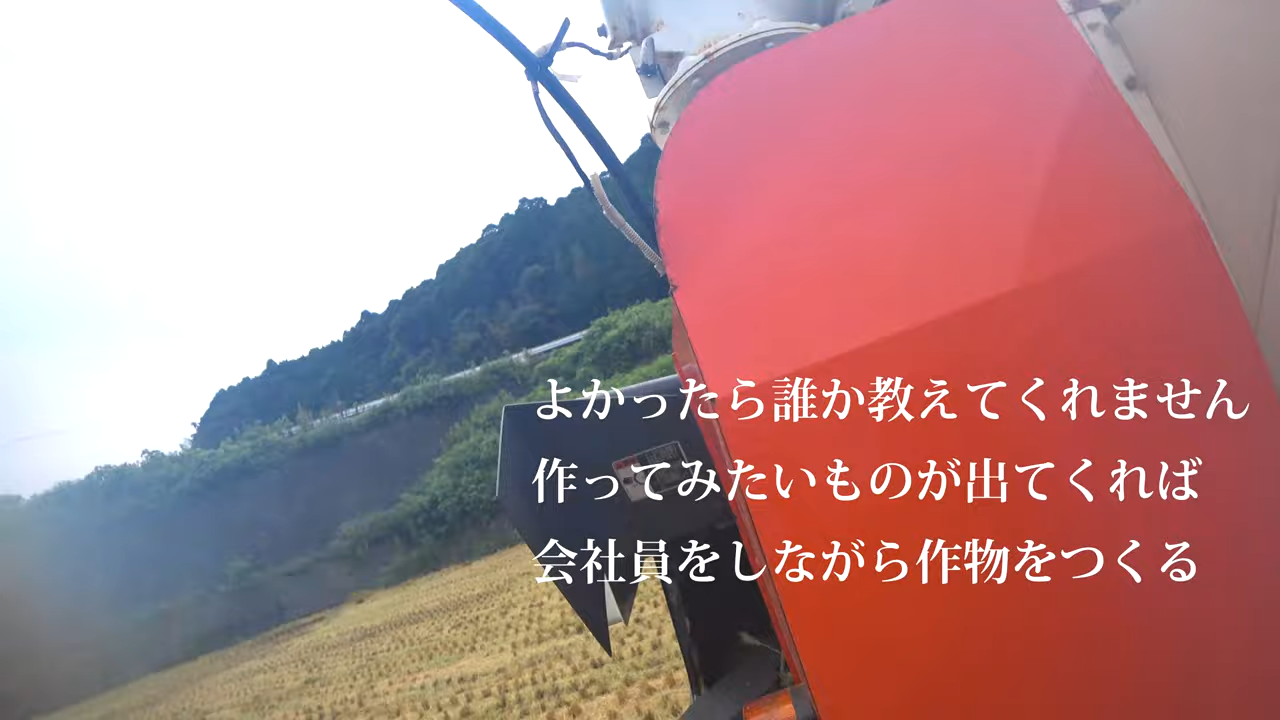 よかったら誰か教えてくれません
作ってみたいものが出てくれば
会社員をしながら作物をつくる